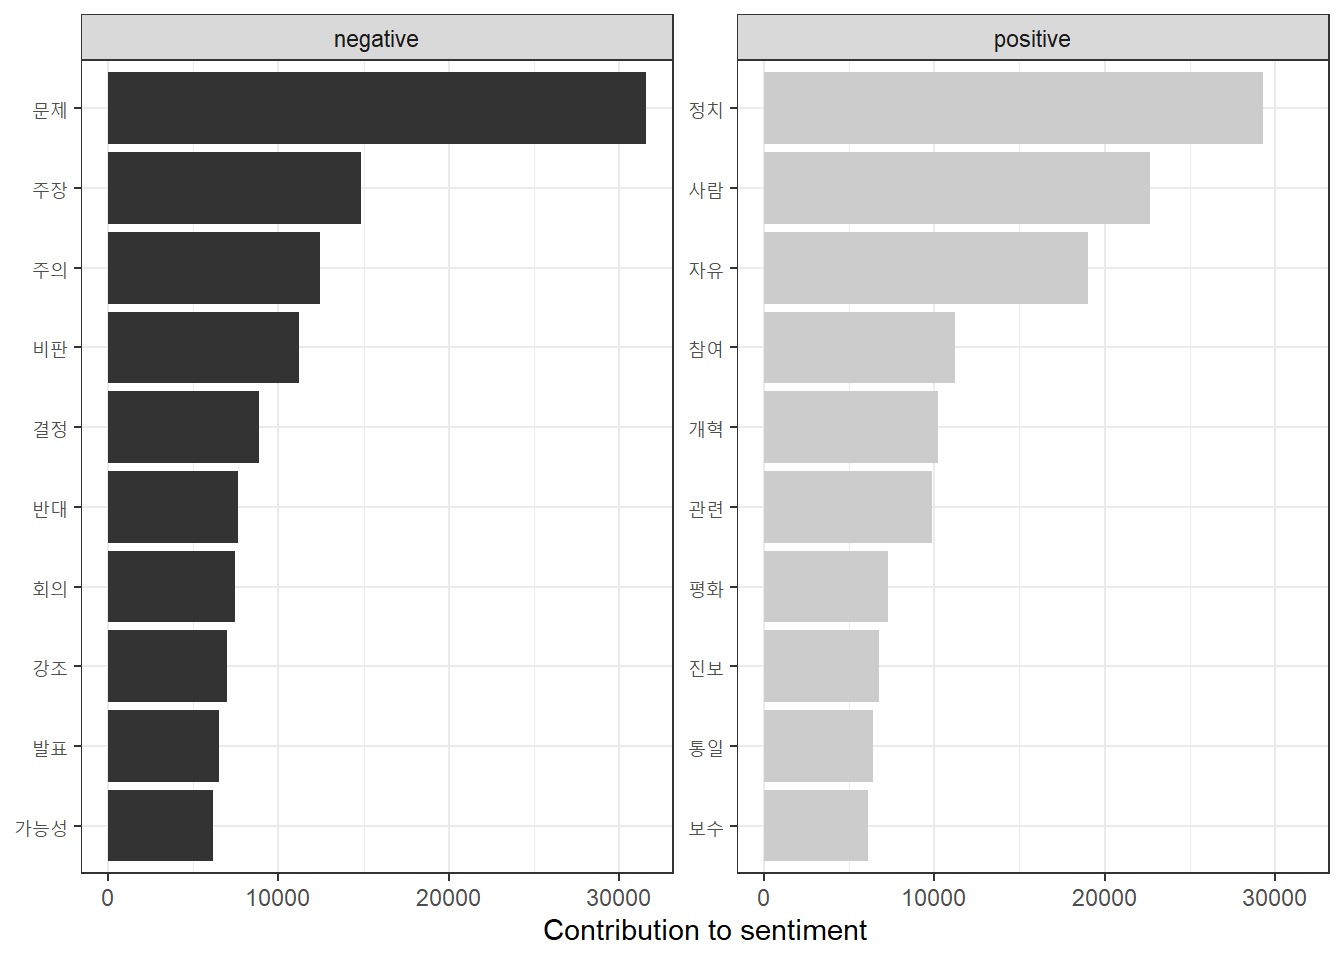 negative
문제
주장
주의
비판
결정
반대
회의
강조
발표
가능성
0 10000 20000 30000
positive
정치
사람
자유
참여
개혁
관련
평화
진보
통일
보수
0 10000 20000 30000
Contribution to sentiment